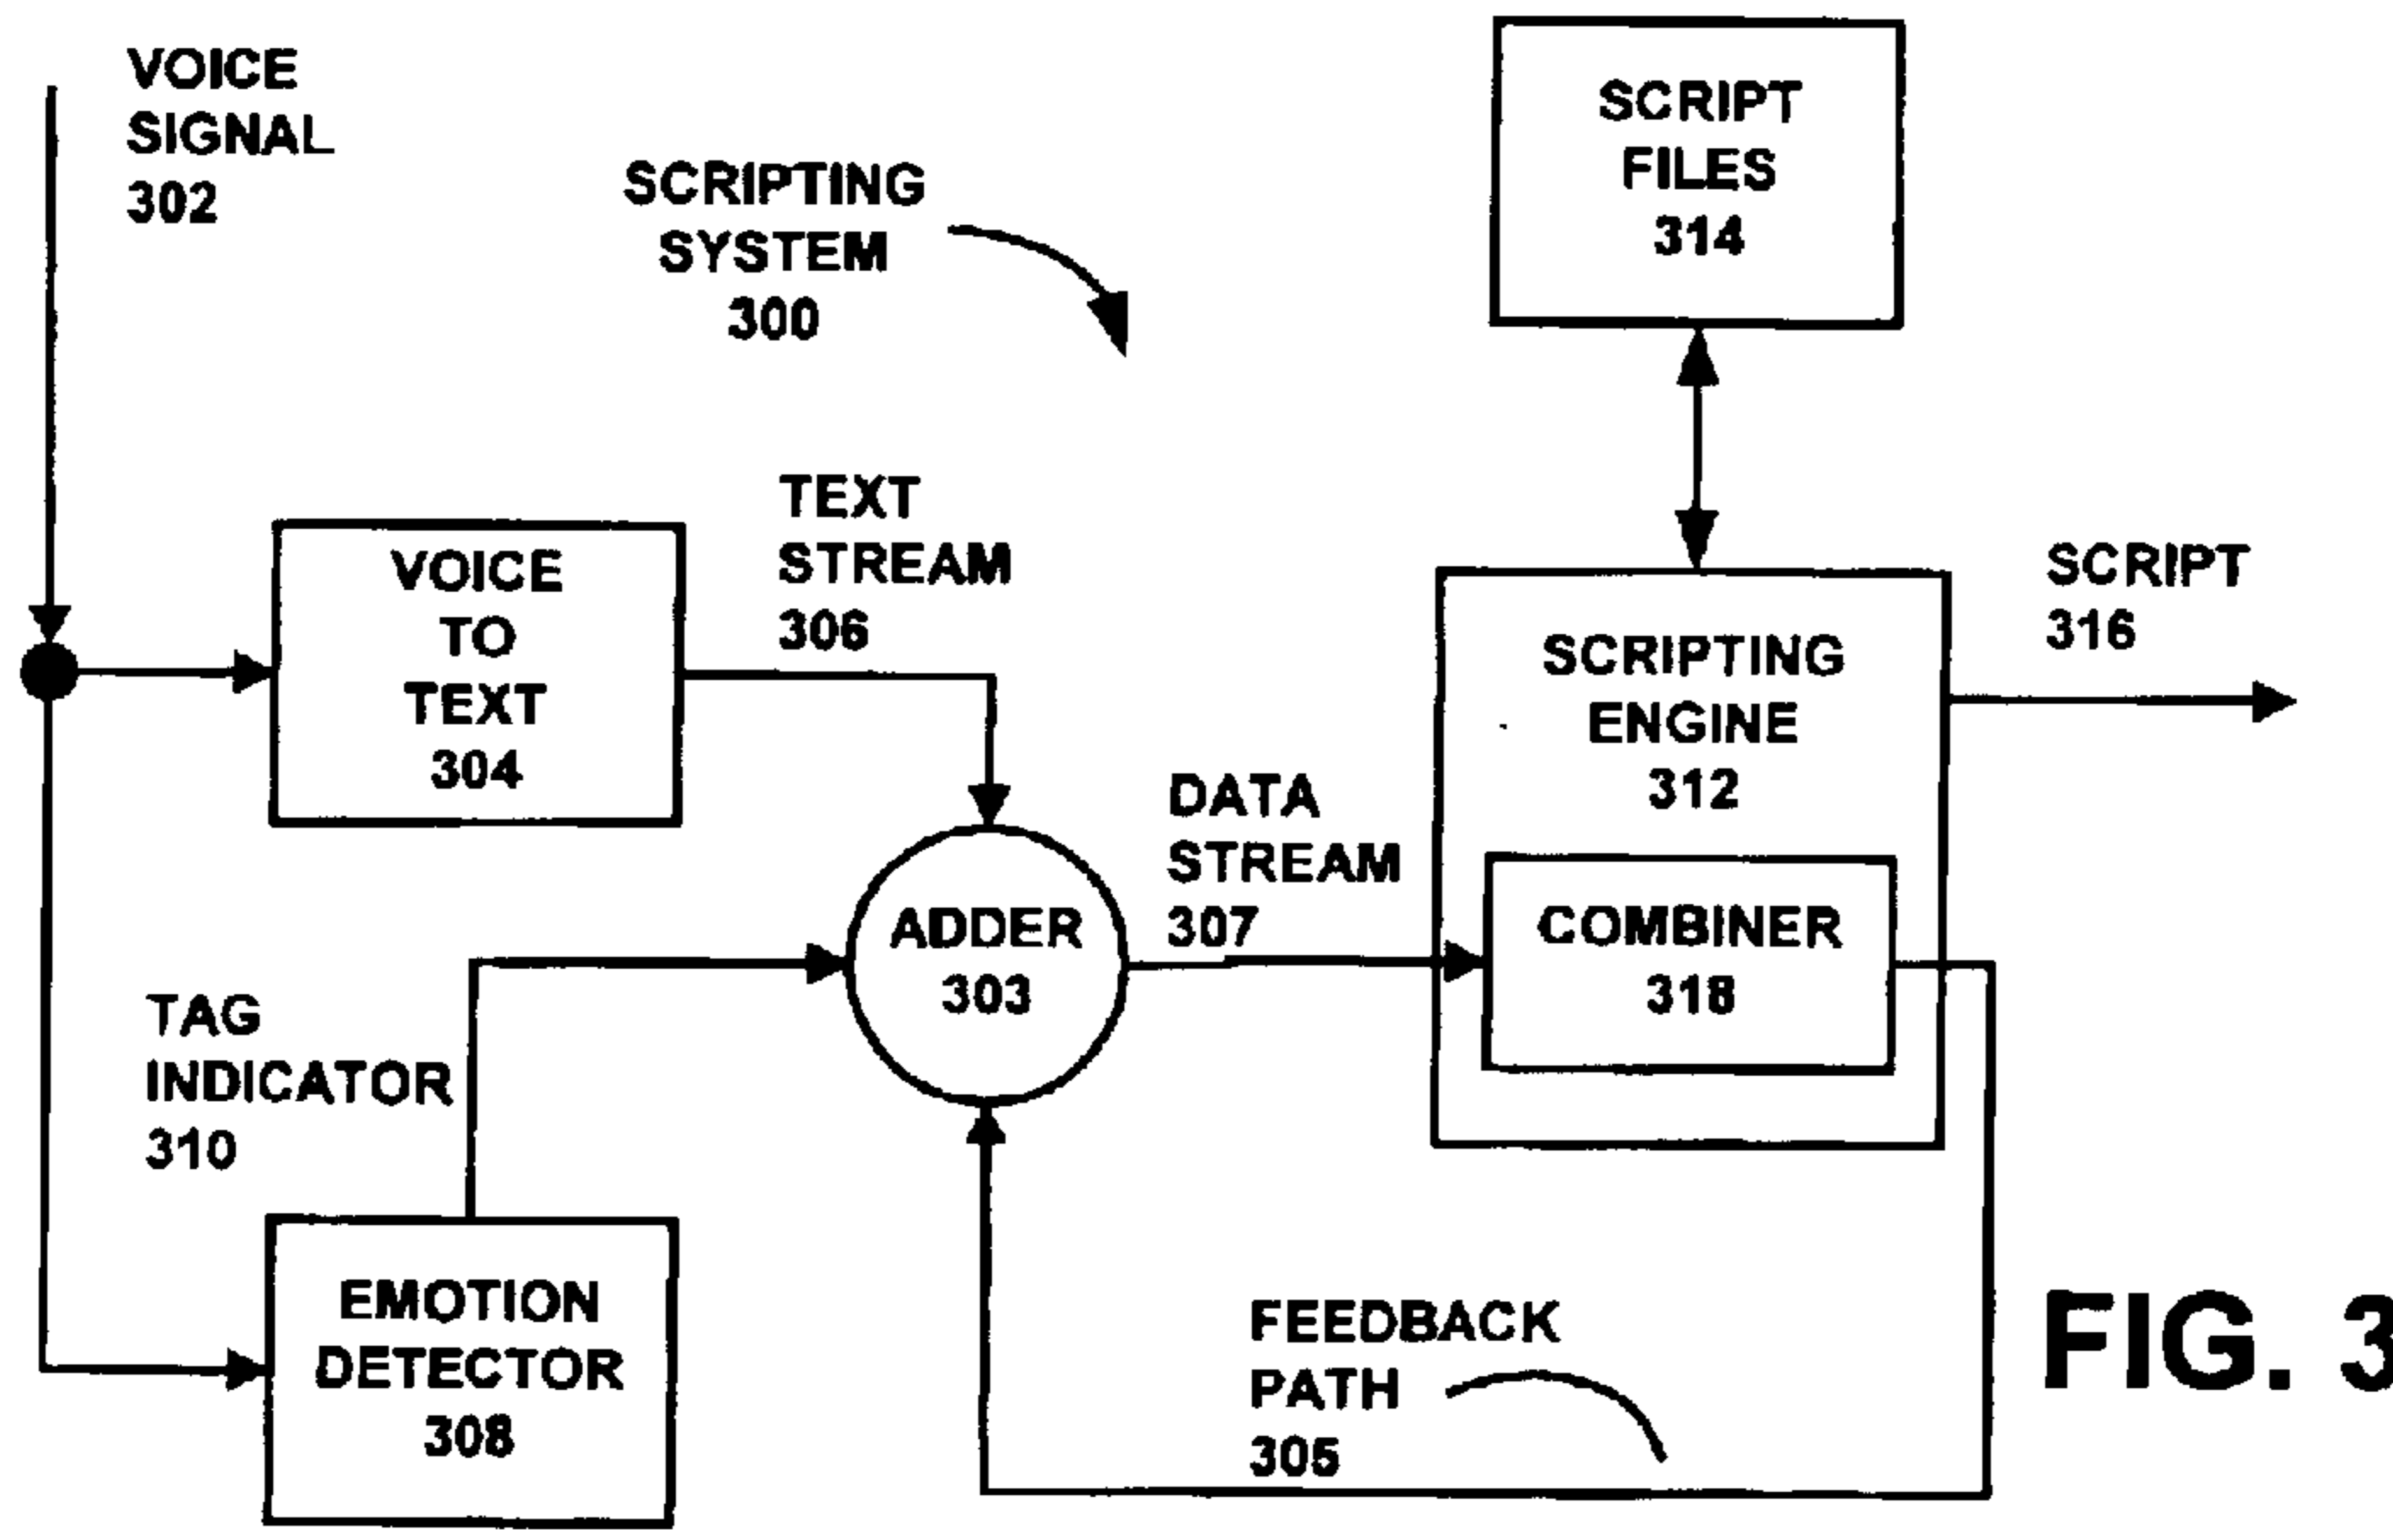 VOICE
SIGNAL
302
SCRIPTING
SYSTEM
300
SCRIPT
FILES
314
VOICE
TO
TEXT
304
TEXT
STREAM
306
SCRIPTING
ENGINE
312
SCRIPT
316
ADDER
303
DATA
STREAM
307
COMBINER
318
TAG
INDICATOR
310
EMOTION
DETECTOR
308
FEEDBACK
PATH
305
FIG. 3